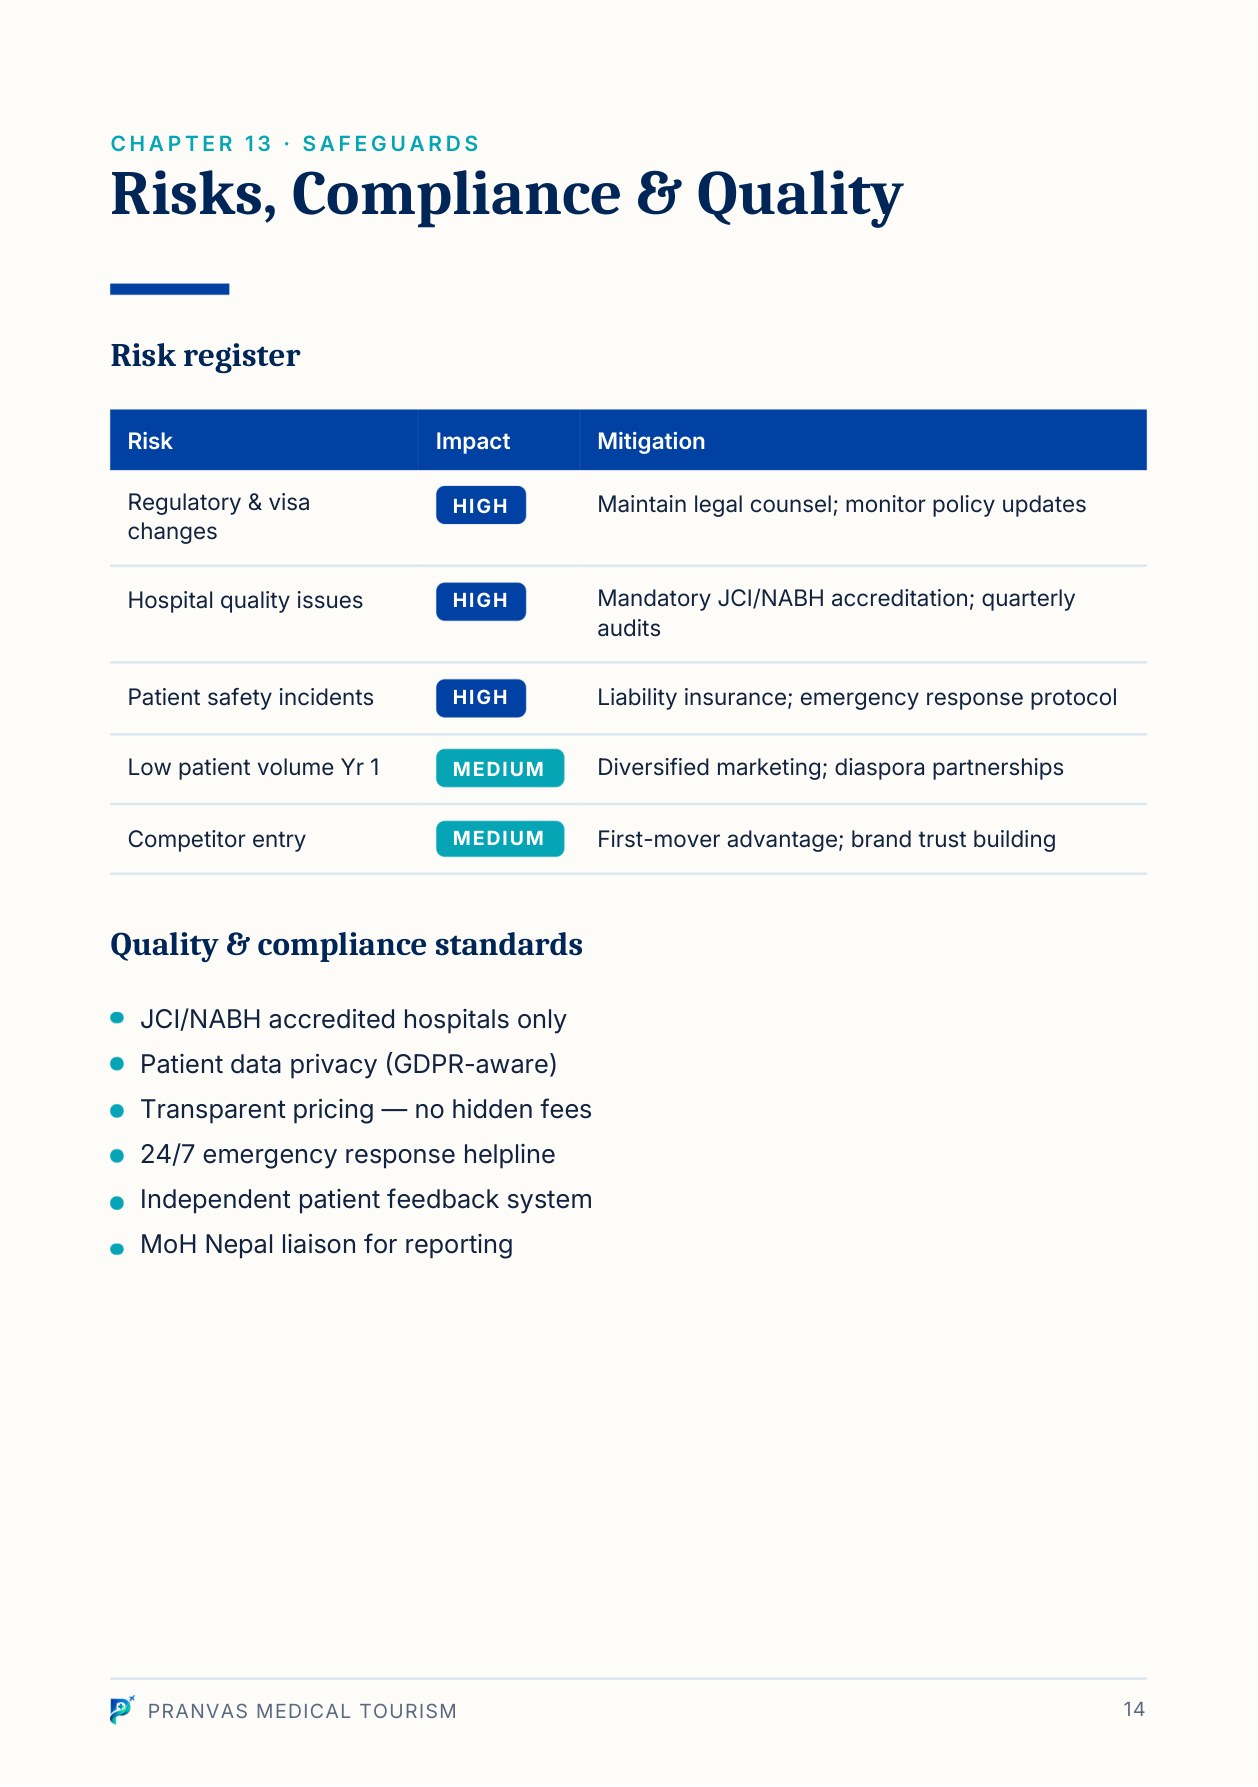 CHAPTER 13 · SAFEGUARDS
Risks, Compliance & Quality
Risk register
Risk Impact Mitigation
Regulatory & visa changes HIGH Maintain legal counsel; monitor policy updates
Hospital quality issues HIGH Mandatory JCI/NABH accreditation; quarterly audits
Patient safety incidents HIGH Liability insurance; emergency response protocol
Low patient volume Yr 1 MEDIUM Diversified marketing; diaspora partnerships
Competitor entry MEDIUM First-mover advantage; brand trust building
Quality & compliance standards
JCI/NABH accredited hospitals only
Patient data privacy (GDPR-aware)
Transparent pricing — no hidden fees
24/7 emergency response helpline
Independent patient feedback system
MoH Nepal liaison for reporting
PRANVAS MEDICAL TOURISM 14